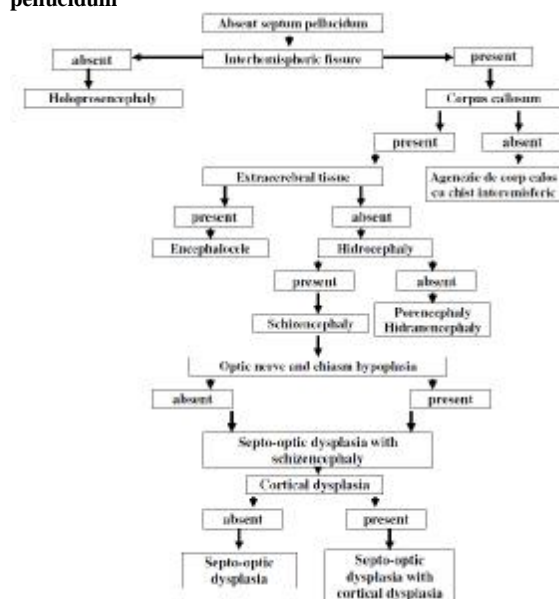 pellucidum
Absent septum pellucidum
absent
Interhemispheric fissure
present
Holoprosencephaly
Corpus callosum
present
absent
Extracerebral tissue
Agenezie de corp calos
cu chist interemisferic
present
absent
Encephalocele
Hidrocephaly
present
absent
Schizencephaly
Porencephaly
Hidranencephaly
Optic nerve and chiasm hypoplasia
absent
present
Septo-optic dysplasia with
schizencephaly
Cortical dysplasia
absent
present
Septo-optic
dysplasia
Septo-optic
dysplasia with
cortical dysplasia